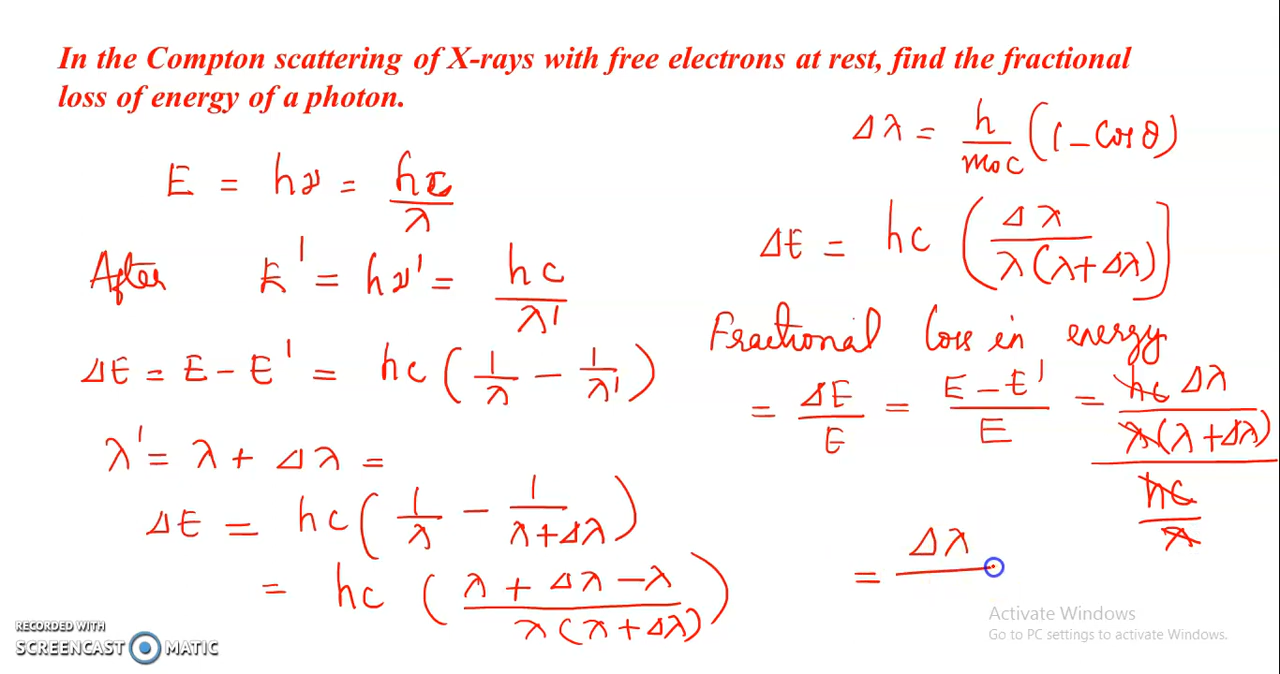 In the Compton scattering of X-rays with free electrons at rest, find the fractional
loss of energy of a photon.
E = hν = hc/λ
After E' = hν' = hc/λ'
ΔE = E - E' = hc(1/λ - 1/λ')
λ' = λ + Δλ =
ΔE = hc(1/λ - 1/(λ+Δλ))
= hc((λ + Δλ - λ)/(λ(λ+Δλ)))
Δλ = h/(m₀c) (1 - Cos θ)
ΔE = hc(Δλ/(λ(λ+Δλ))]
Fractional loss in energy
= ΔE/E = (E - E')/E = (hc Δλ/(λ(λ+Δλ)))/(hc/λ)
= Δλ/
Activate Windows
Go to PC settings to activate Windows.
RECORDED WITH
SCREENCAST MATIC